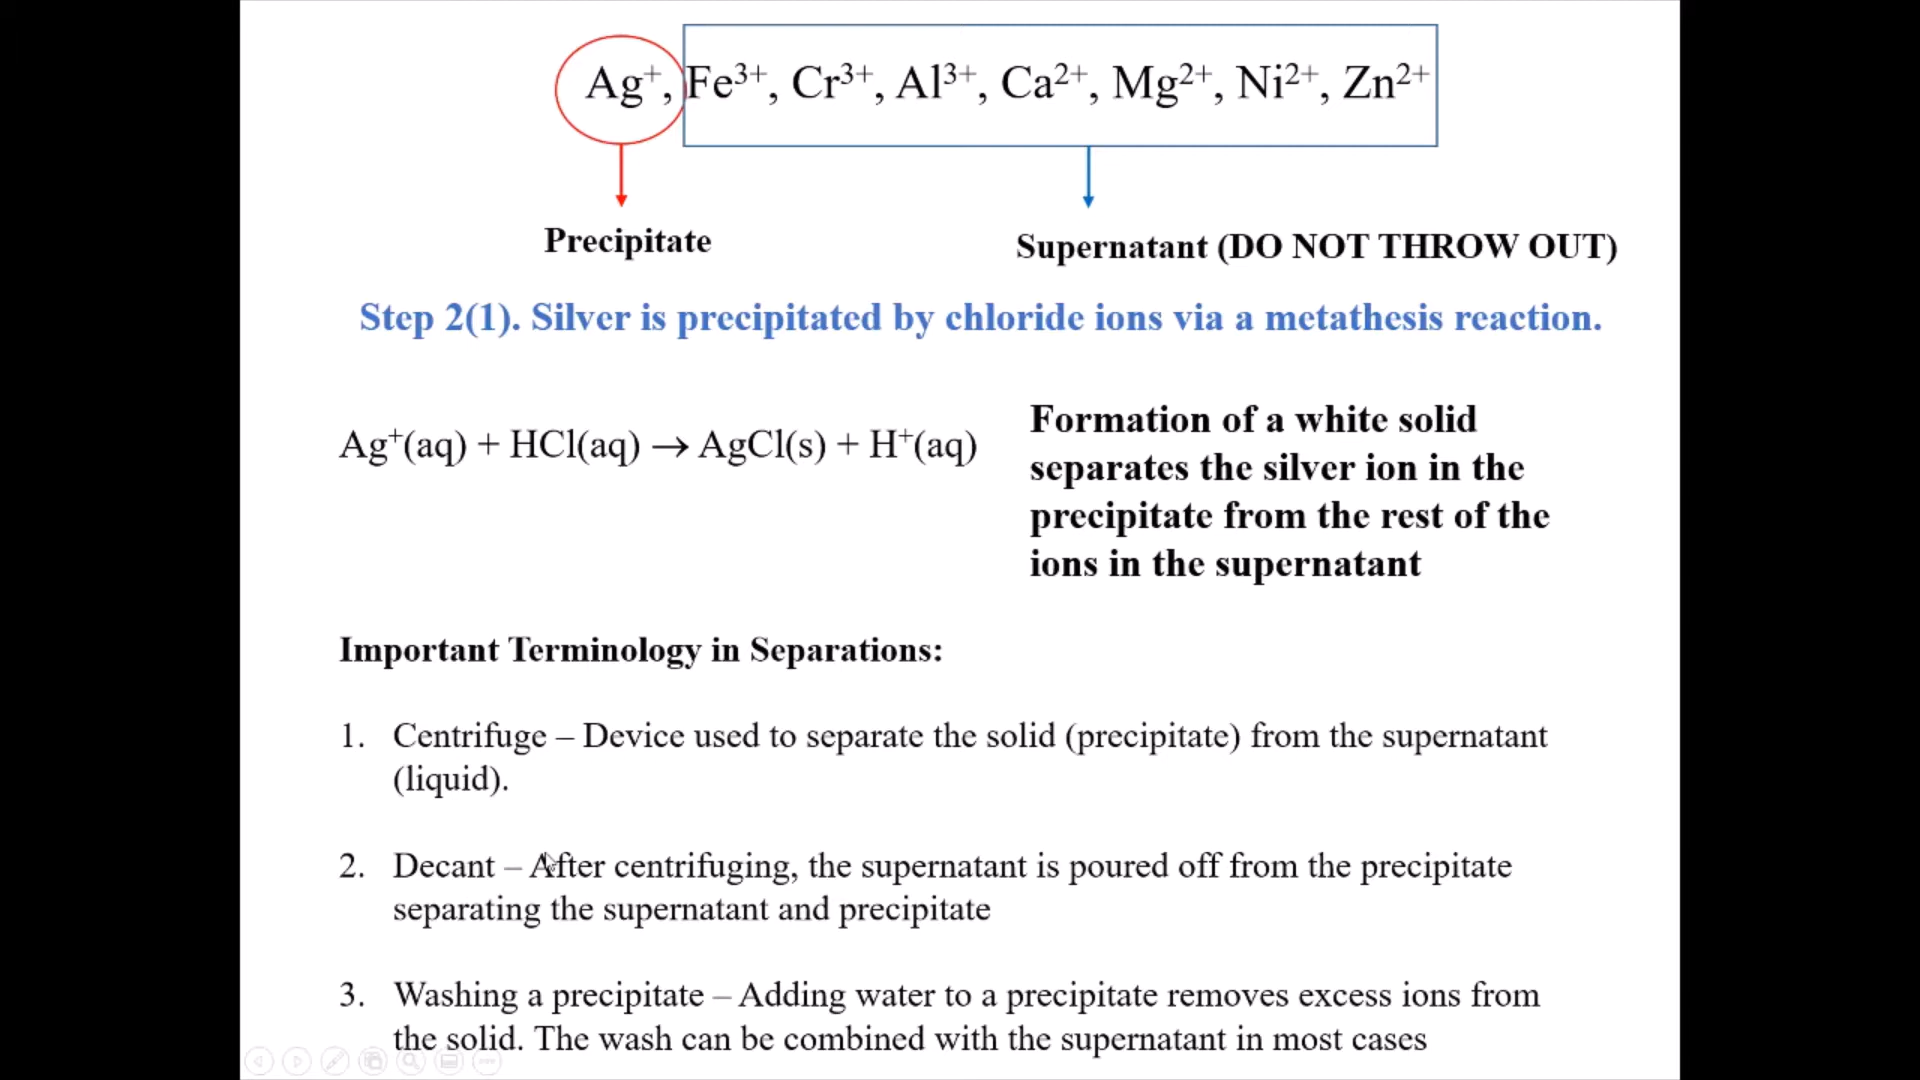 Ag⁺, Fe³⁺, Cr³⁺, Al³⁺, Ca²⁺, Mg²⁺, Ni²⁺, Zn²⁺
Precipitate
Supernatant (DO NOT THROW OUT)
Step 2(1). Silver is precipitated by chloride ions via a metathesis reaction.
Ag⁺(aq) + HCl(aq) → AgCl(s) + H⁺(aq)
Formation of a white solid
separates the silver ion in the
precipitate from the rest of the
ions in the supernatant
Important Terminology in Separations:
1. Centrifuge – Device used to separate the solid (precipitate) from the supernatant
(liquid).
2. Decant – After centrifuging, the supernatant is poured off from the precipitate
separating the supernatant and precipitate
3. Washing a precipitate – Adding water to a precipitate removes excess ions from
the solid. The wash can be combined with the supernatant in most cases